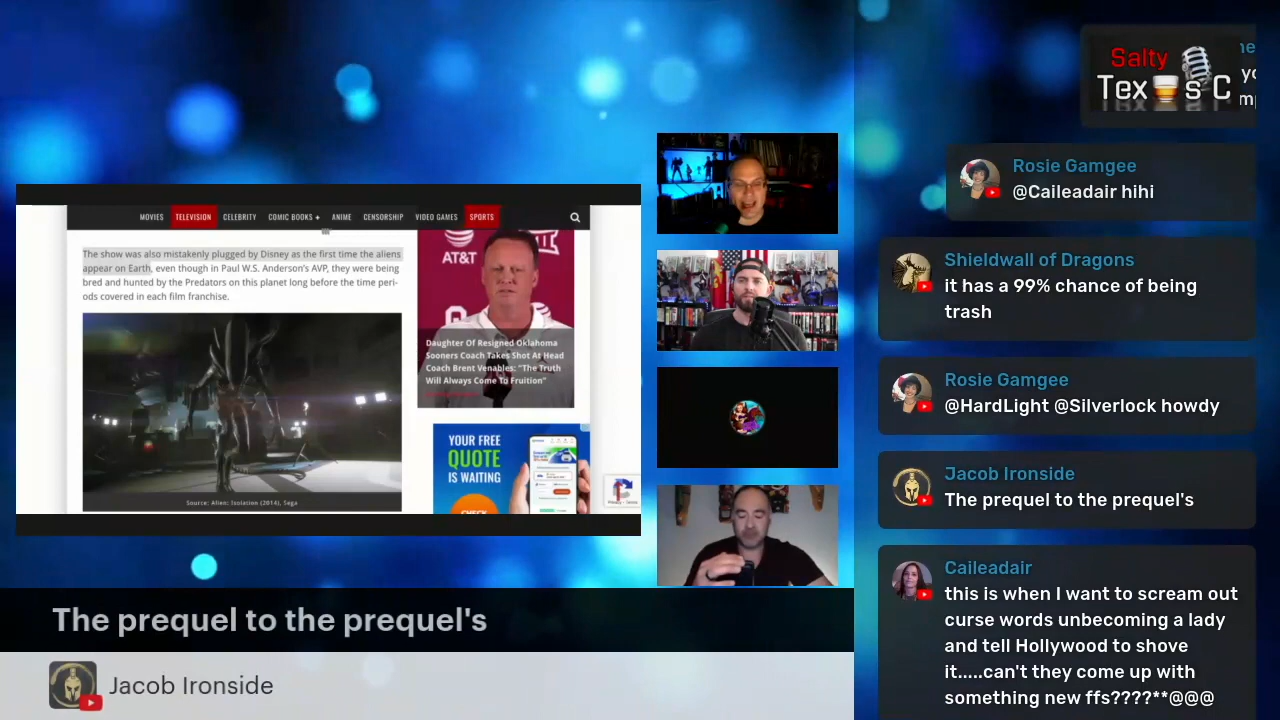 MOVIES TELEVISION CELEBRITY COMIC BOOKS + ANIME CENSORSHIP VIDEO GAMES SPORTS
The show was also mistakenly plugged by Disney as the first time the aliens
appear on Earth, even though in Paul W.S. Anderson's AVP, they were being
bred and hunted by the Predators on this planet long before the time peri-
ods covered in each film franchise.
Source: Alien: Isolation (2014), Sega
AT&T
Daughter Of Resigned Oklahoma
Sooners Coach Takes Shot At Head
Coach Brent Venables: "The Truth
Will Always Come To Fruition"
YOUR FREE
QUOTE
IS WAITING
CHECK
Privacy - Terms
The prequel to the prequel's
Jacob Ironside
Salty
Tex s C
Rosie Gamgee
@Caileadair hihi
Shieldwall of Dragons
it has a 99% chance of being
trash
Rosie Gamgee
@HardLight @Silverlock howdy
Jacob Ironside
The prequel to the prequel's
Caileadair
this is when I want to scream out
curse words unbecoming a lady
and tell Hollywood to shove
it.....can't they come up with
something new ffs????**@@@